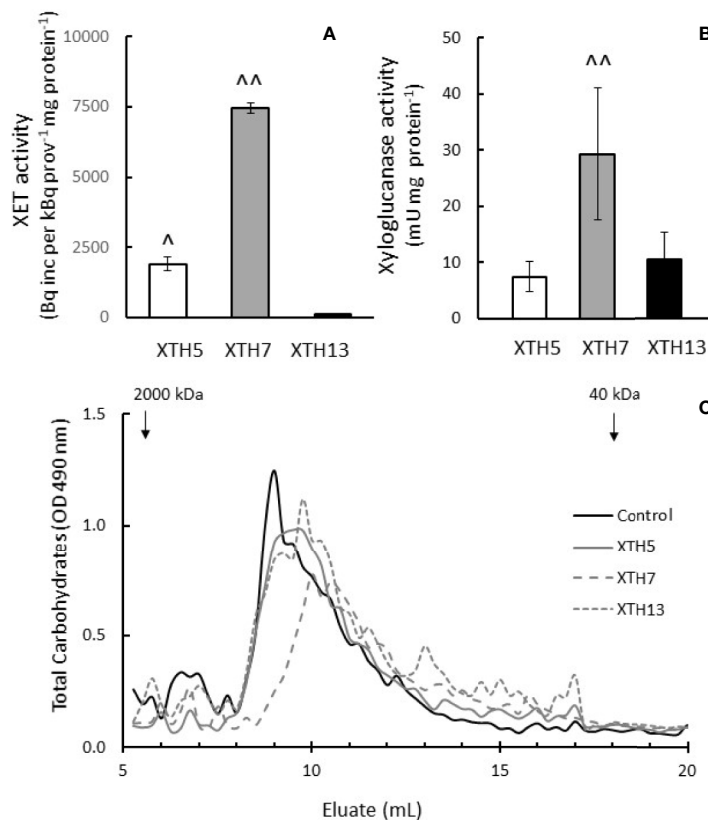 A
XET activity
(Bq inc per kBq prov⁻¹ mg protein⁻¹)
10000
7500
5000
2500
0
^
^^
XTH5 XTH7 XTH13
B
Xyloglucanase activity
(mU mg protein⁻¹)
50
40
30
20
10
0
^^
XTH5 XTH7 XTH13
2000 kDa
40 kDa
C
Total Carbohydrates (OD 490 nm)
1.5
1.0
0.5
0.0
Control
XTH5
XTH7
XTH13
5 10 15 20
Eluate (mL)